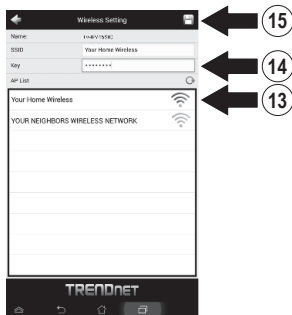 Wireless Setting
15
Name
SSID Your Home Wireless
Key ••••••••
14
AP List
Your Home Wireless
13
YOUR NEIGHBORS WIRELESS NETWORK
TRENDNET